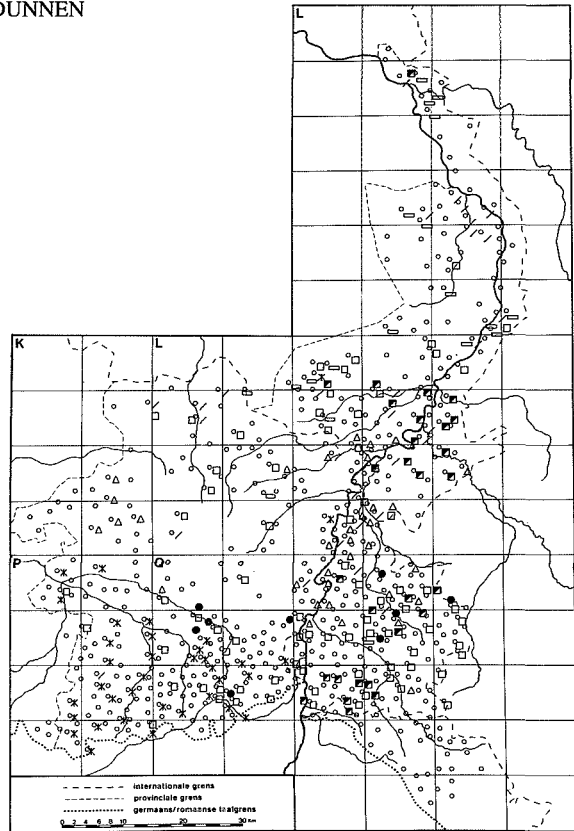 DUNNEN
L
K
L
P
Q
internationale grens
provinciale grens
germaans/romaanse taalgrens
0 2 4 6 8 10 20 30 Km